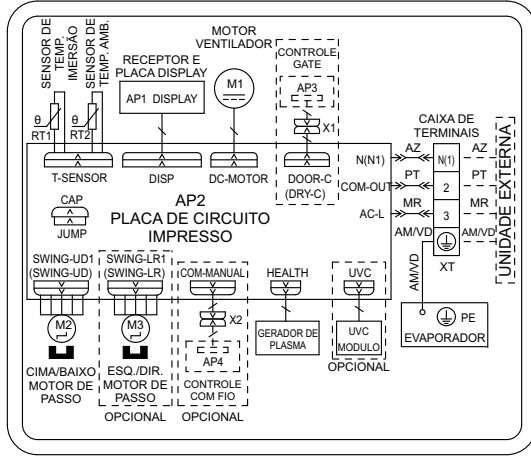 SENSOR DE
TEMP.
IMERSÃO
SENSOR DE
TEMP. AMB.
RECEPTOR E
PLACA DISPLAY
MOTOR
VENTILADOR
CONTROLE
GATE
AP1 DISPLAY
M1
AP3
X1
θ
RT1
θ
RT2
CAIXA DE
TERMINAIS
T-SENSOR
DISP
DC-MOTOR
DOOR-C
(DRY-C)
N(N1)
AZ
N(1)
AZ
COM-OUT
PT
2
PT
AC-L
MR
3
MR
AM/VD
AM/VD
XT
UNIDADE EXTERNA
CAP
JUMP
AP2
PLACA DE CIRCUITO
IMPRESSO
AM/VD
SWING-UD1
(SWING-UD)
SWING-LR1
(SWING-LR)
COM-MANUAL
HEALTH
UVC
X2
M2
M3
AP4
GERADOR DE
PLASMA
UVC
MODULO
PE
EVAPORADOR
CIMA/BAIXO
MOTOR DE
PASSO
ESQ./DIR.
MOTOR DE
PASSO
CONTROLE
COM FIO
OPCIONAL
OPCIONAL
OPCIONAL